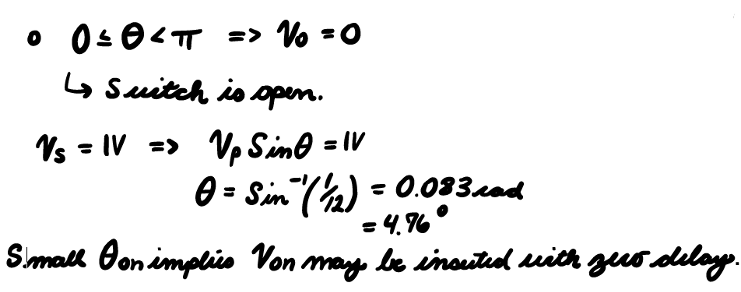 o 0 ≤ θ < π => Vo = 0
↳ Switch is open.
Vs = 1V => Vp Sinθ = 1V
θ = Sin⁻¹(1/12) = 0.083 rad
= 4.76°
Small θon implies Von may be inserted with zero delay.